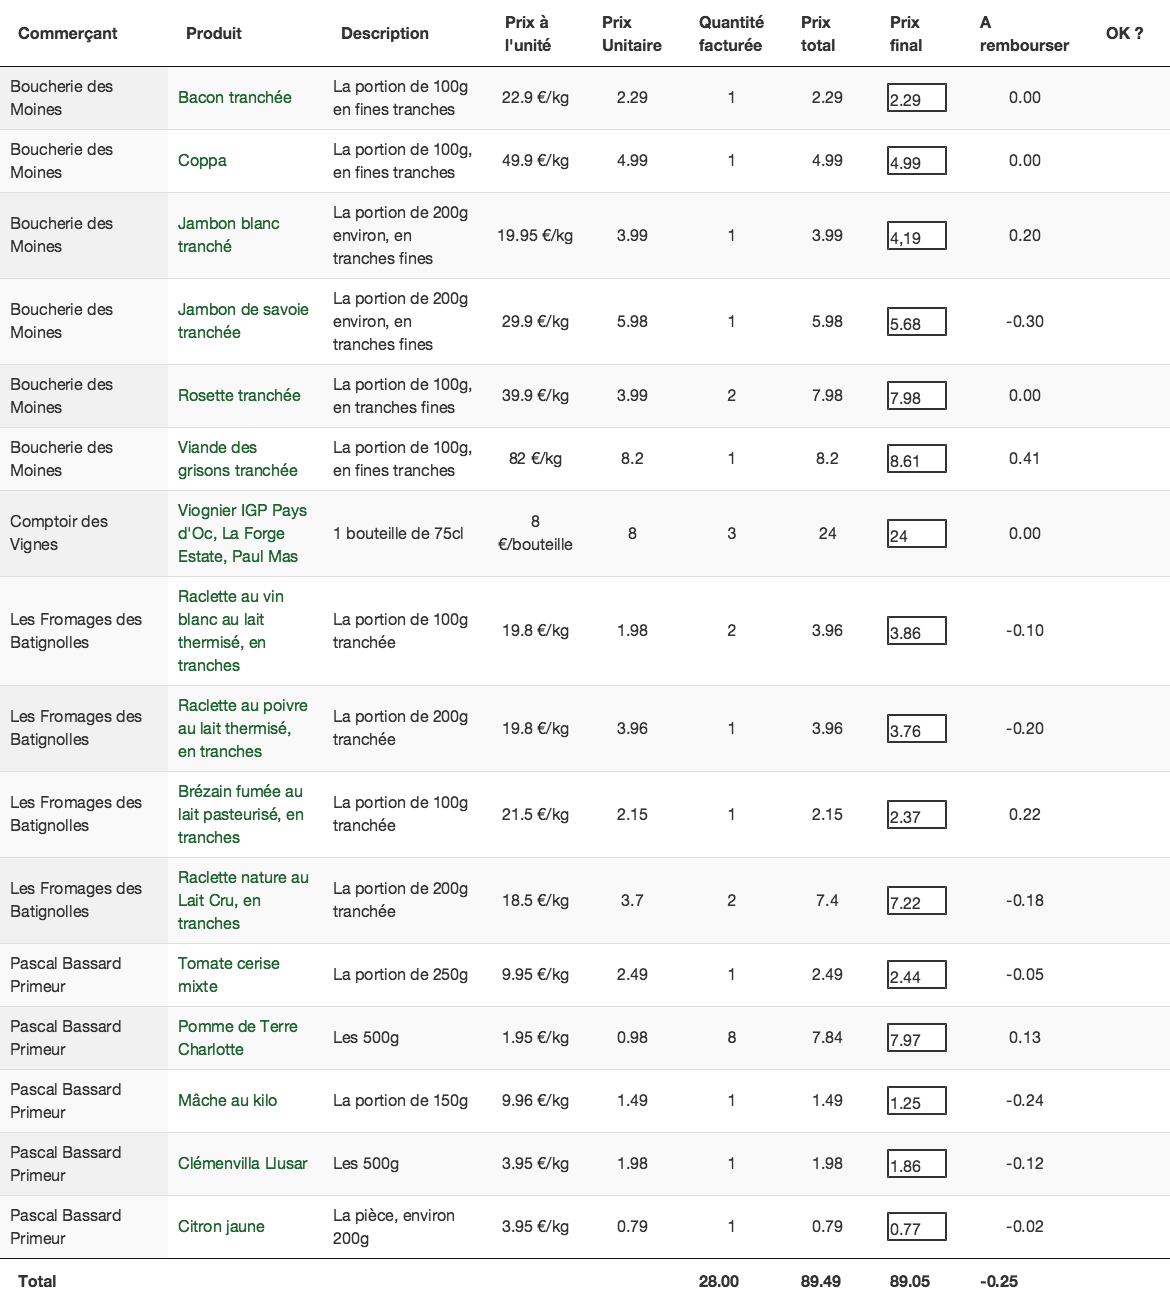 Commerçant Produit Description Prix à l'unité Prix Unitaire Quantité facturée Prix total Prix final A rembourser OK ?
Boucherie des Moines Bacon tranchée La portion de 100g en fines tranches 22.9 €/kg 2.29 1 2.29 2.29 0.00
Boucherie des Moines Coppa La portion de 100g, en fines tranches 49.9 €/kg 4.99 1 4.99 4.99 0.00
Boucherie des Moines Jambon blanc tranché La portion de 200g environ, en tranches fines 19.95 €/kg 3.99 1 3.99 4,19 0.20
Boucherie des Moines Jambon de savoie tranchée La portion de 200g environ, en tranches fines 29.9 €/kg 5.98 1 5.98 5.68 -0.30
Boucherie des Moines Rosette tranchée La portion de 100g, en tranches fines 39.9 €/kg 3.99 2 7.98 7.98 0.00
Boucherie des Moines Viande des grisons tranchée La portion de 100g, en fines tranches 82 €/kg 8.2 1 8.2 8.61 0.41
Comptoir des Vignes Viognier IGP Pays d'Oc, La Forge Estate, Paul Mas 1 bouteille de 75cl 8 €/bouteille 8 3 24 24 0.00
Les Fromages des Batignolles Raclette au vin blanc au lait thermisé, en tranches La portion de 100g tranchée 19.8 €/kg 1.98 2 3.96 3.86 -0.10
Les Fromages des Batignolles Raclette au poivre au lait thermisé, en tranches La portion de 200g tranchée 19.8 €/kg 3.96 1 3.96 3.76 -0.20
Les Fromages des Batignolles Brézain fumée au lait pasteurisé, en tranches La portion de 100g tranchée 21.5 €/kg 2.15 1 2.15 2.37 0.22
Les Fromages des Batignolles Raclette nature au Lait Cru, en tranches La portion de 200g tranchée 18.5 €/kg 3.7 2 7.4 7.22 -0.18
Pascal Bassard Primeur Tomate cerise mixte La portion de 250g 9.95 €/kg 2.49 1 2.49 2.44 -0.05
Pascal Bassard Primeur Pomme de Terre Charlotte Les 500g 1.95 €/kg 0.98 8 7.84 7.97 0.13
Pascal Bassard Primeur Mâche au kilo La portion de 150g 9.96 €/kg 1.49 1 1.49 1.25 -0.24
Pascal Bassard Primeur Clémenvilla Llusar Les 500g 3.95 €/kg 1.98 1 1.98 1.86 -0.12
Pascal Bassard Primeur Citron jaune La pièce, environ 200g 3.95 €/kg 0.79 1 0.79 0.77 -0.02
Total 28.00 89.49 89.05 -0.25